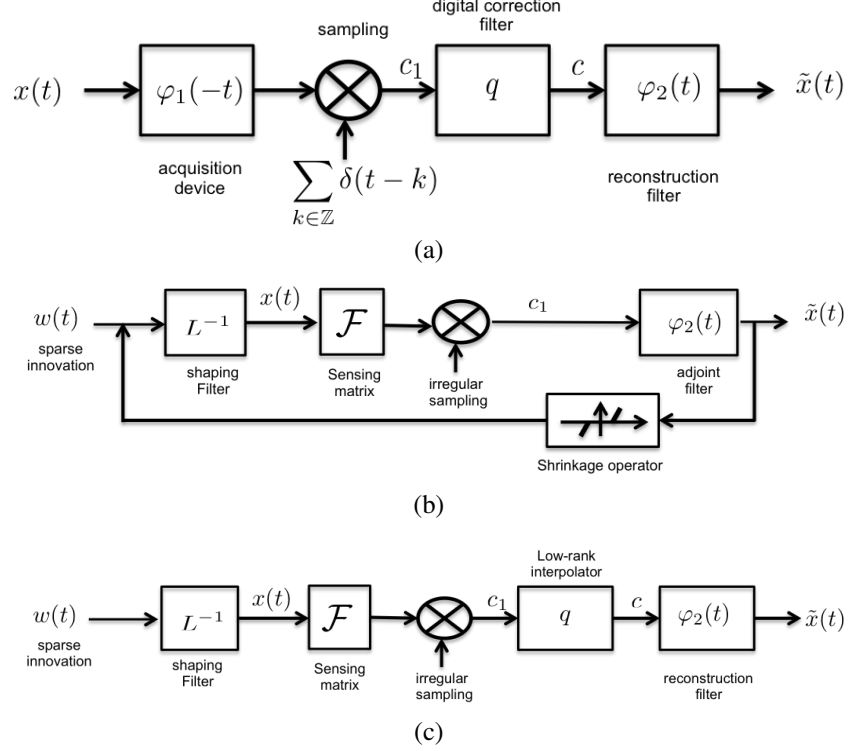 digital correction
filter
sampling
x(t) φ₁(−t) c₁ q c φ₂(t) x̃(t)
acquisition
device
∑ δ(t − k)
k∈ℤ
reconstruction
filter
(a)
w(t) x(t) c₁ x̃(t)
L⁻¹ ℱ φ₂(t)
sparse
innovation
shaping
Filter
Sensing
matrix
irregular
sampling
adjoint
filter
Shrinkage operator
(b)
Low-rank
interpolator
w(t) L⁻¹ x(t) ℱ c₁ q c φ₂(t) x̃(t)
sparse
innovation
shaping
Filter
Sensing
matrix
irregular
sampling
reconstruction
filter
(c)